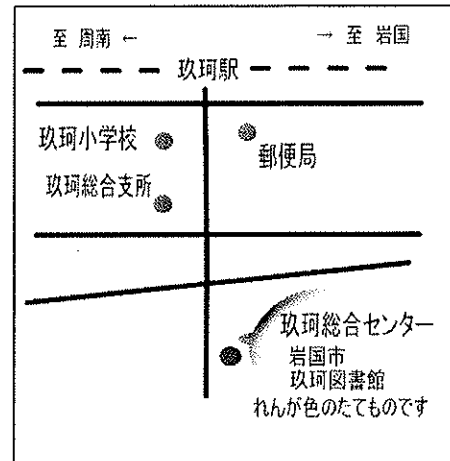 至 周南 ← → 至 岩国
玖珂駅
玖珂小学校
郵便局
玖珂総合支所
玖珂総合センター
岩国市
玖珂図書館
れんが色のたてものです